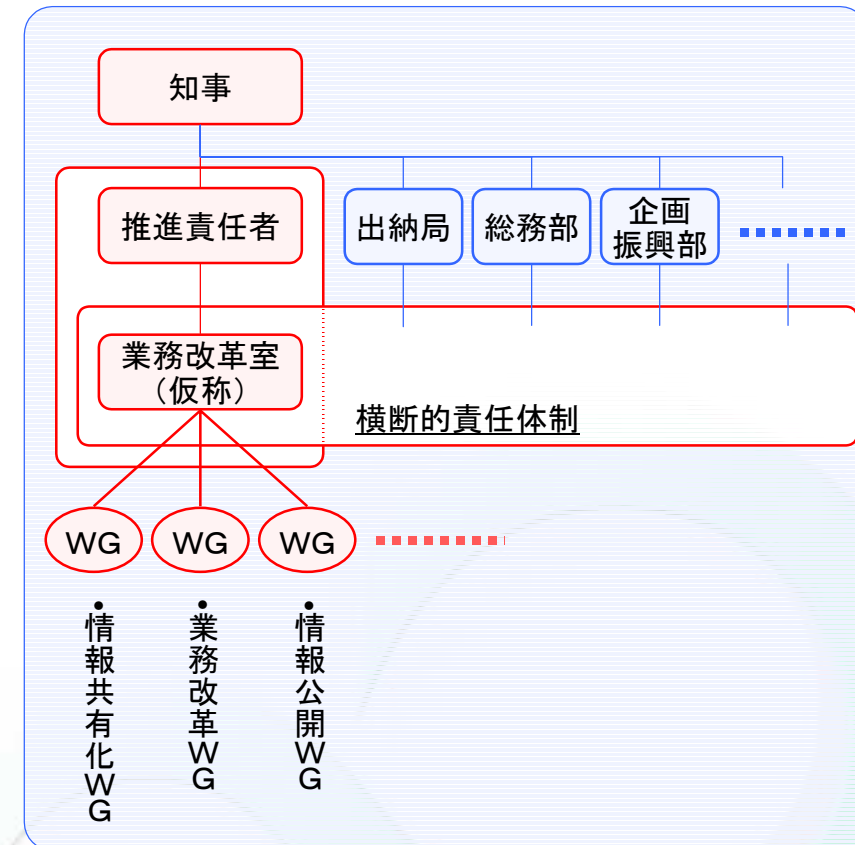 知事
推進責任者
出納局
総務部
企画
振興部
業務改革室
（仮称）
横断的責任体制
WG
WG
WG
・情報共有化WG
・業務改革WG
・情報公開WG